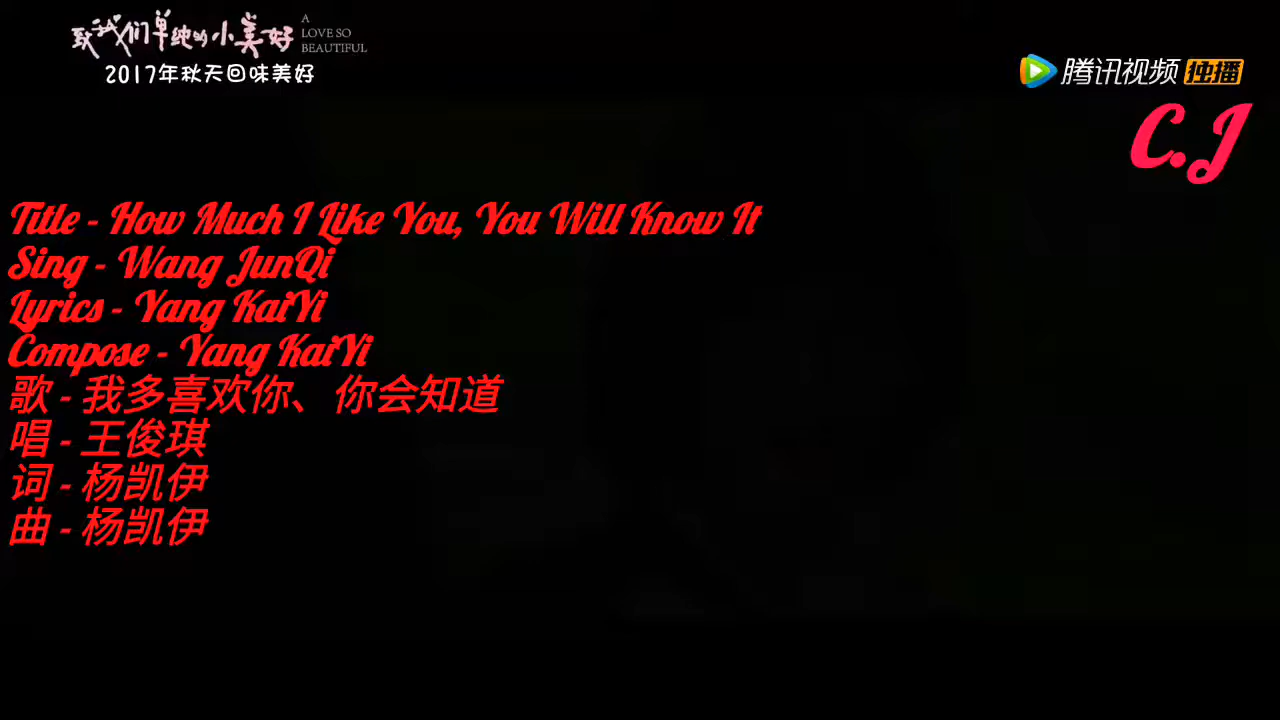 致我们单纯的小美好
A
LOVE SO
BEAUTIFUL
2017年秋天回味美好
腾讯视频 独播
C.J
Title - How Much I Like You, You Will Know It
Sing - Wang JunQi
Lyrics - Yang KaiYi
Compose - Yang KaiYi
歌 - 我多喜欢你、你会知道
唱 - 王俊琪
词 - 杨凯伊
曲 - 杨凯伊